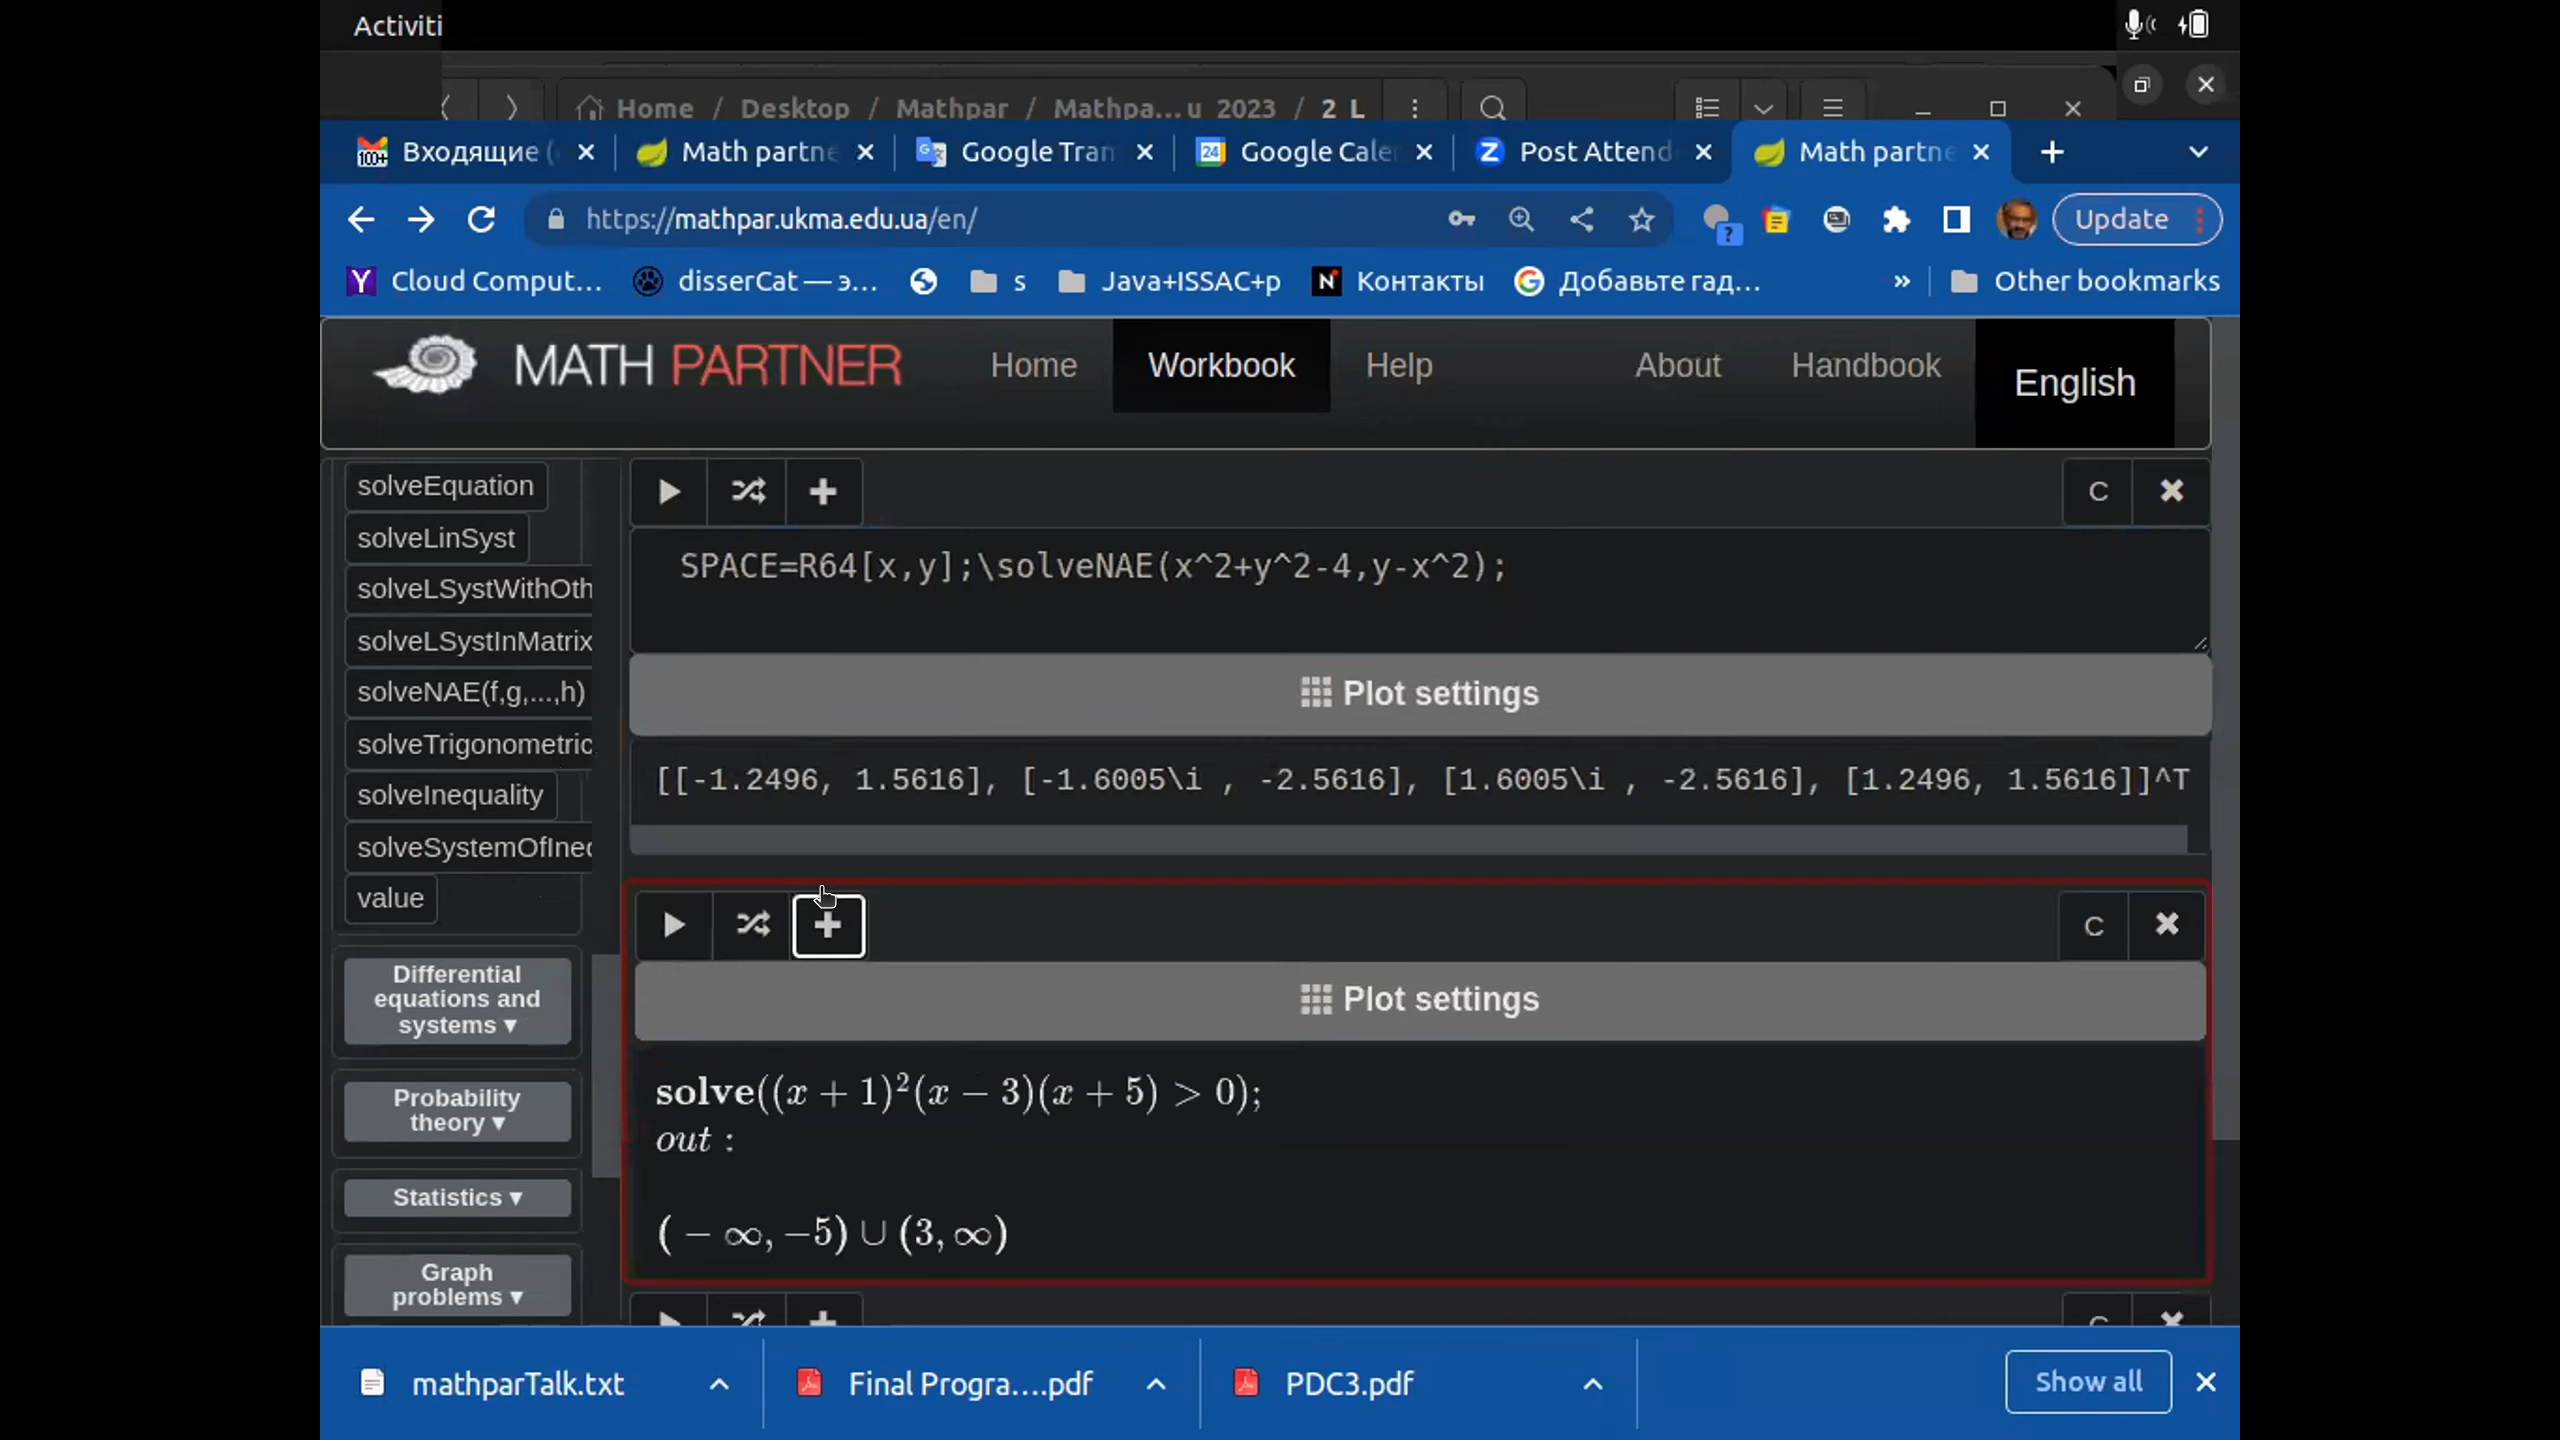 Activiti
Home / Desktop / Mathpar / Mathpa...u 2023 / 2 L
Входящие ( Math partne Google Tran Google Cale Post Attend Math partne
https://mathpar.ukma.edu.ua/en/ Update
Cloud Comput... disserCat — э... s Java+ISSAC+p Контакты Добавьте гад... » Other bookmarks
MATH PARTNER Home Workbook Help About Handbook English
solveEquation
solveLinSyst
solveLSystWithOth
solveLSystInMatrix
solveNAE(f,g,...,h)
solveTrigonometric
solveInequality
solveSystemOfIneq
value
Differential
equations and
systems ▾
Probability
theory ▾
Statistics ▾
Graph
problems ▾
C
SPACE=R64[x,y];\solveNAE(x^2+y^2-4,y-x^2);
Plot settings
[[-1.2496, 1.5616], [-1.6005\i , -2.5616], [1.6005\i , -2.5616], [1.2496, 1.5616]]^T
C
Plot settings
solve((x + 1)²(x − 3)(x + 5) > 0);
out :
( − ∞, −5) ∪ (3, ∞)
C
mathparTalk.txt Final Progra....pdf PDC3.pdf Show all